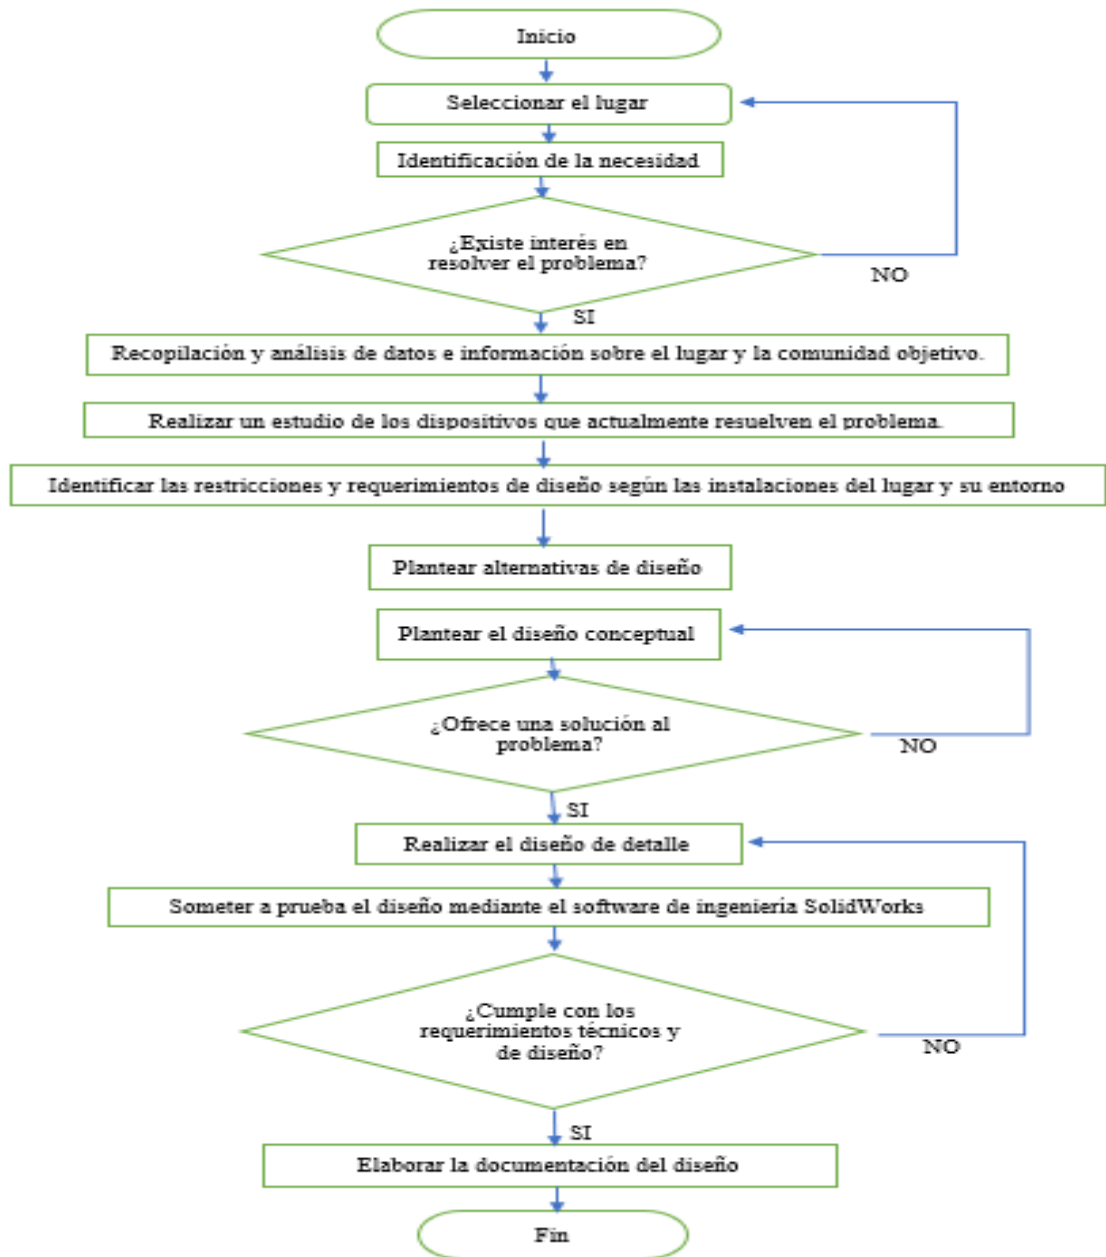 Inicio
Seleccionar el lugar
Identificación de la necesidad
¿Existe interés en
resolver el problema?
NO
SI
Recopilación y análisis de datos e información sobre el lugar y la comunidad objetivo.
Realizar un estudio de los dispositivos que actualmente resuelven el problema.
Identificar las restricciones y requerimientos de diseño según las instalaciones del lugar y su entorno
Plantear alternativas de diseño
Plantear el diseño conceptual
¿Ofrece una solución al
problema?
NO
SI
Realizar el diseño de detalle
Someter a prueba el diseño mediante el software de ingeniería SolidWorks
¿Cumple con los
requerimientos técnicos y
de diseño?
NO
SI
Elaborar la documentación del diseño
Fin